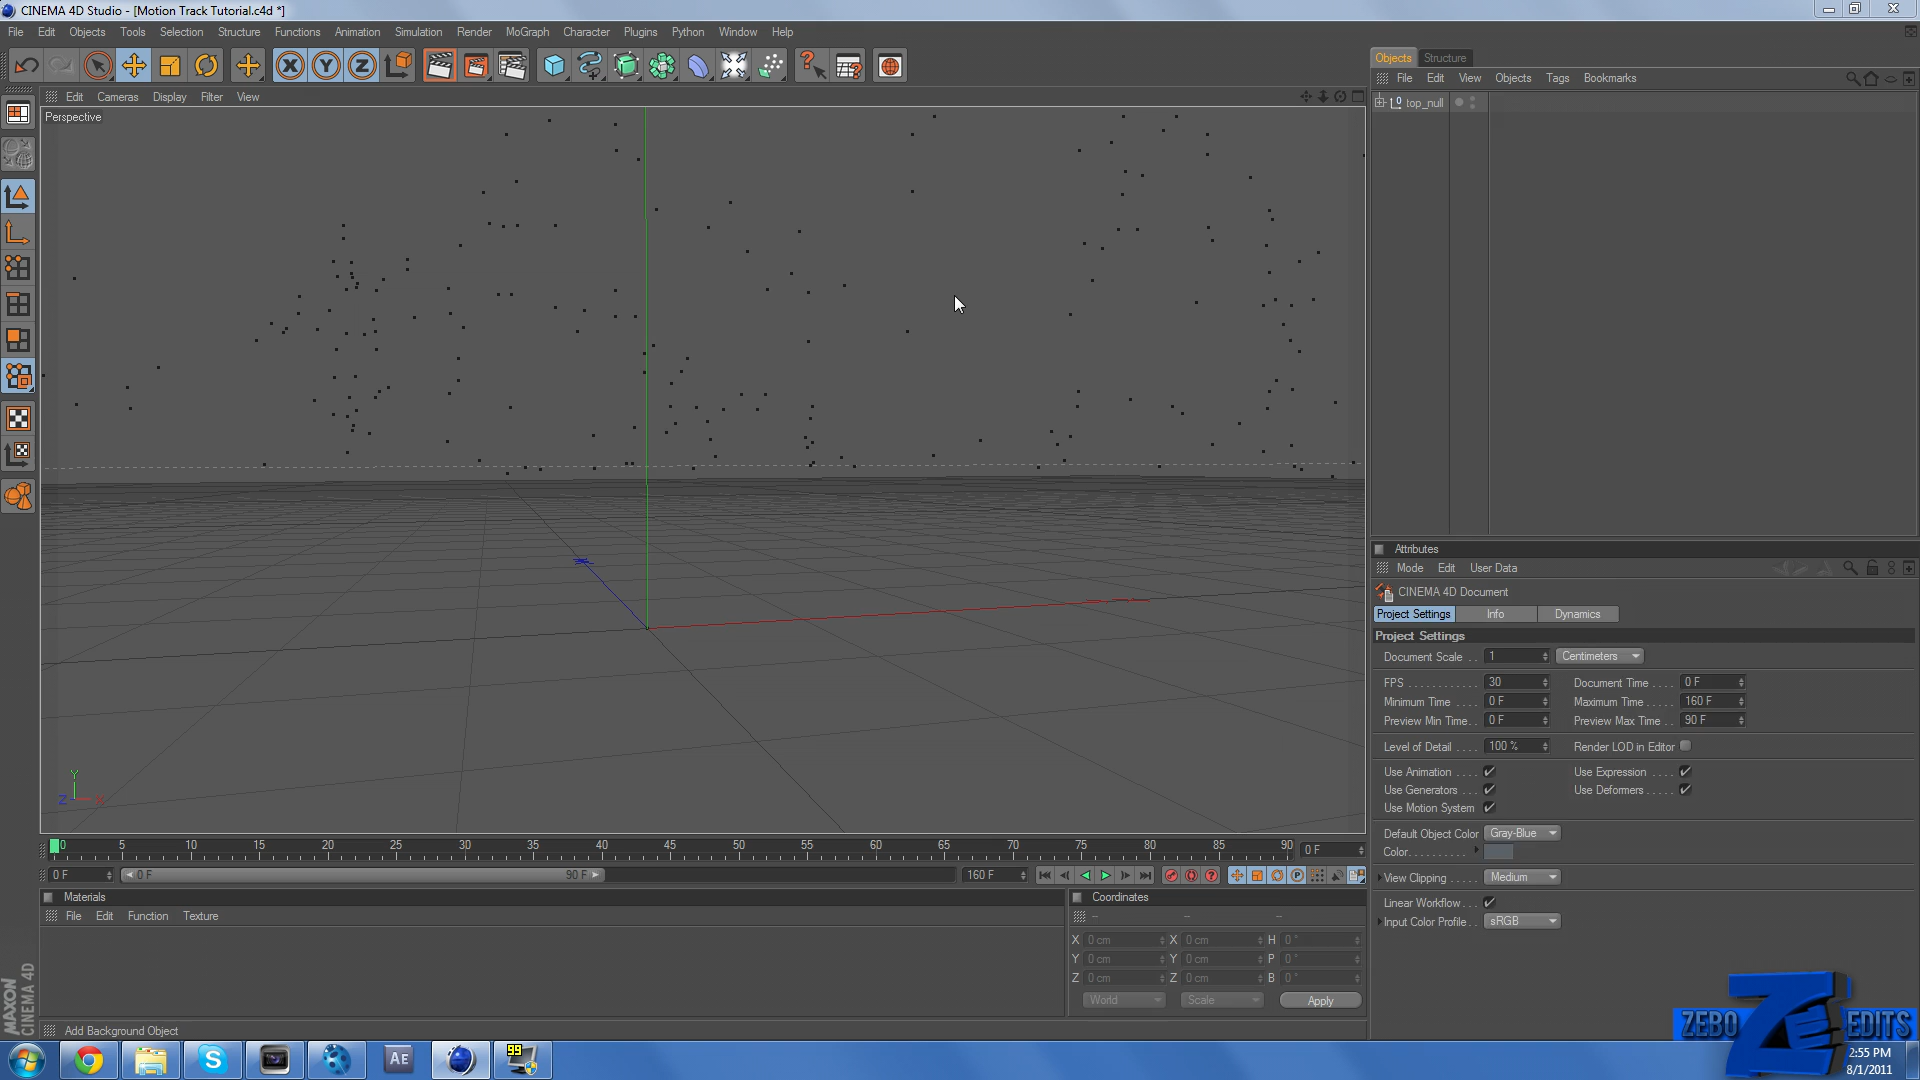 CINEMA 4D Studio - [Motion Track Tutorial.c4d *]
File Edit Objects Tools Selection Structure Functions Animation Simulation Render MoGraph Character Plugins Python Window Help
Objects Structure
File Edit View Objects Tags Bookmarks
Edit Cameras Display Filter View
top_null
Perspective
Attributes
Mode Edit User Data
CINEMA 4D Document
Project Settings Info Dynamics
Project Settings
Document Scale . . 1 Centimeters
FPS . . . . . . . . . . . 30 Document Time . . . . 0 F
Minimum Time . . . . 0 F Maximum Time . . . . . 160 F
Preview Min Time . . 0 F Preview Max Time . . 90 F
Level of Detail . . . . 100 % Render LOD in Editor
Use Animation . . . . Use Expression . . . .
Use Generators . . . Use Deformers . . . . .
Use Motion System
Default Object Color Gray-Blue
Color. . . . . . . . . .
View Clipping . . . . . Medium
Linear Workflow . . .
Input Color Profile . . sRGB
X Y Z
Y
Z X
0 5 10 15 20 25 30 35 40 45 50 55 60 65 70 75 80 85 90 0 F
0 F 0 F 90 F 160 F
Materials
File Edit Function Texture
Coordinates
-- -- --
X 0 cm X 0 cm H 0 °
Y 0 cm Y 0 cm P 0 °
Z 0 cm Z 0 cm B 0 °
World Scale Apply
MAXON
CINEMA 4D
Add Background Object
ZEBO EDITS
S AE 99
2:55 PM
8/1/2011